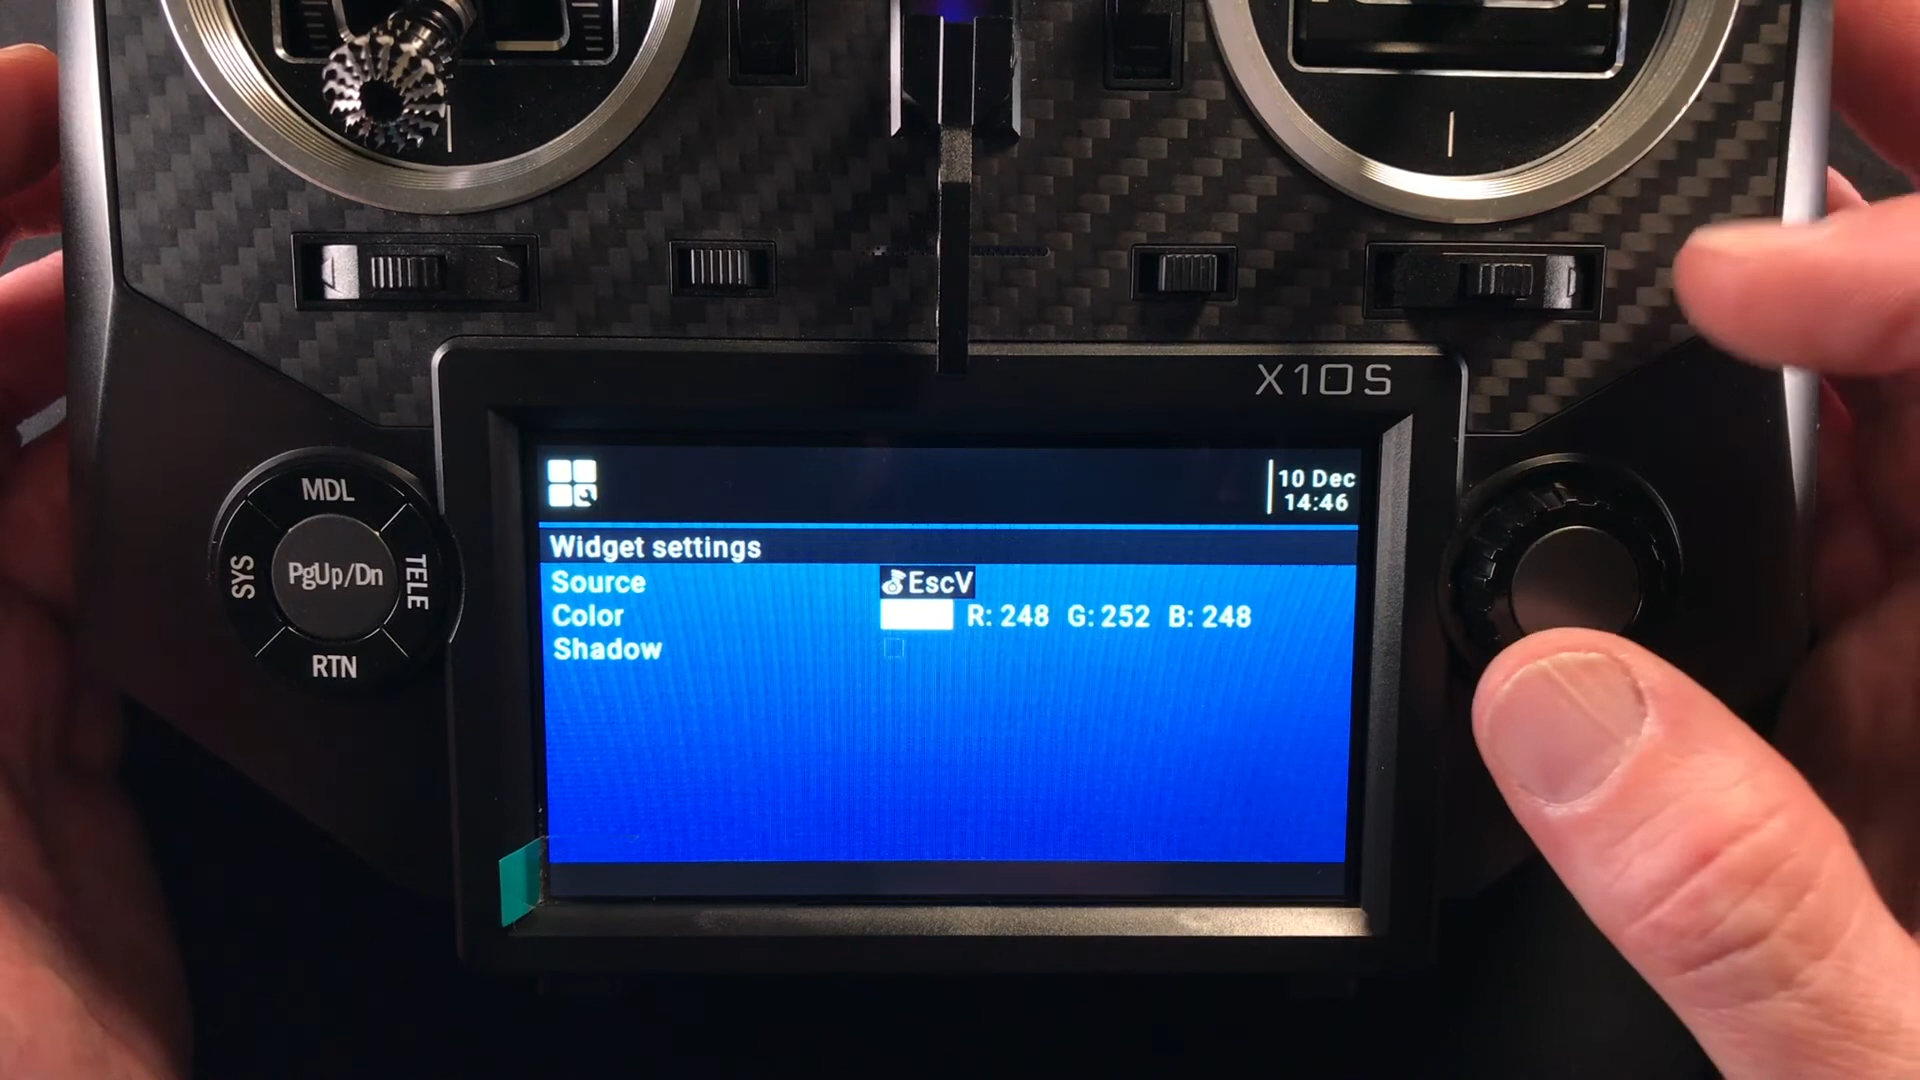 X10S
MDL
SYS
PgUp/Dn
TELE
RTN
10 Dec
14:46
Widget settings
Source EscV
Color R: 248 G: 252 B: 248
Shadow